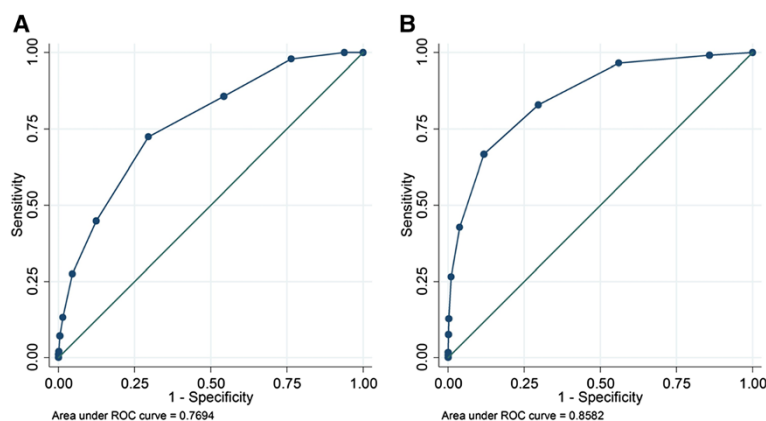 A
Sensitivity
1.00
0.75
0.50
0.25
0.00
0.00 0.25 0.50 0.75 1.00
1 - Specificity
Area under ROC curve = 0.7694
B
Sensitivity
1.00
0.75
0.50
0.25
0.00
0.00 0.25 0.50 0.75 1.00
1 - Specificity
Area under ROC curve = 0.8582